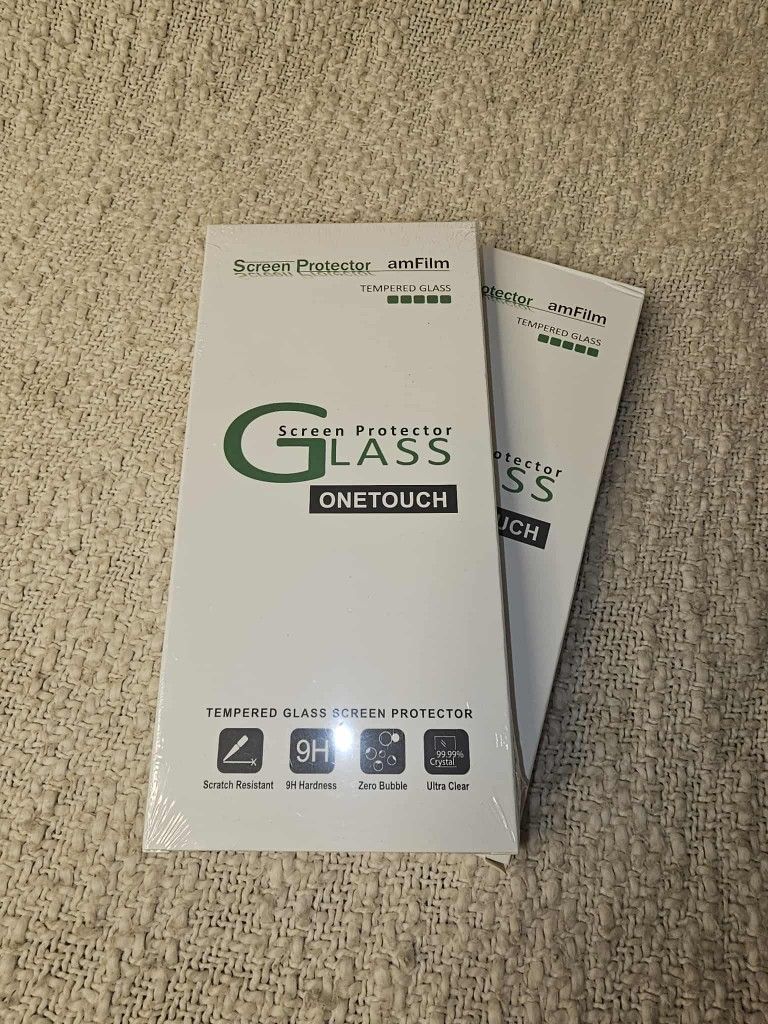 Screen Protector amFilm
TEMPERED GLASS
Screen Protector
GLASS
ONETOUCH
TEMPERED GLASS SCREEN PROTECTOR
9H
99.99%
Crystal
Scratch Resistant 9H Hardness Zero Bubble Ultra Clear
otector amFilm
TEMPERED GLASS
otector
SS
UCH